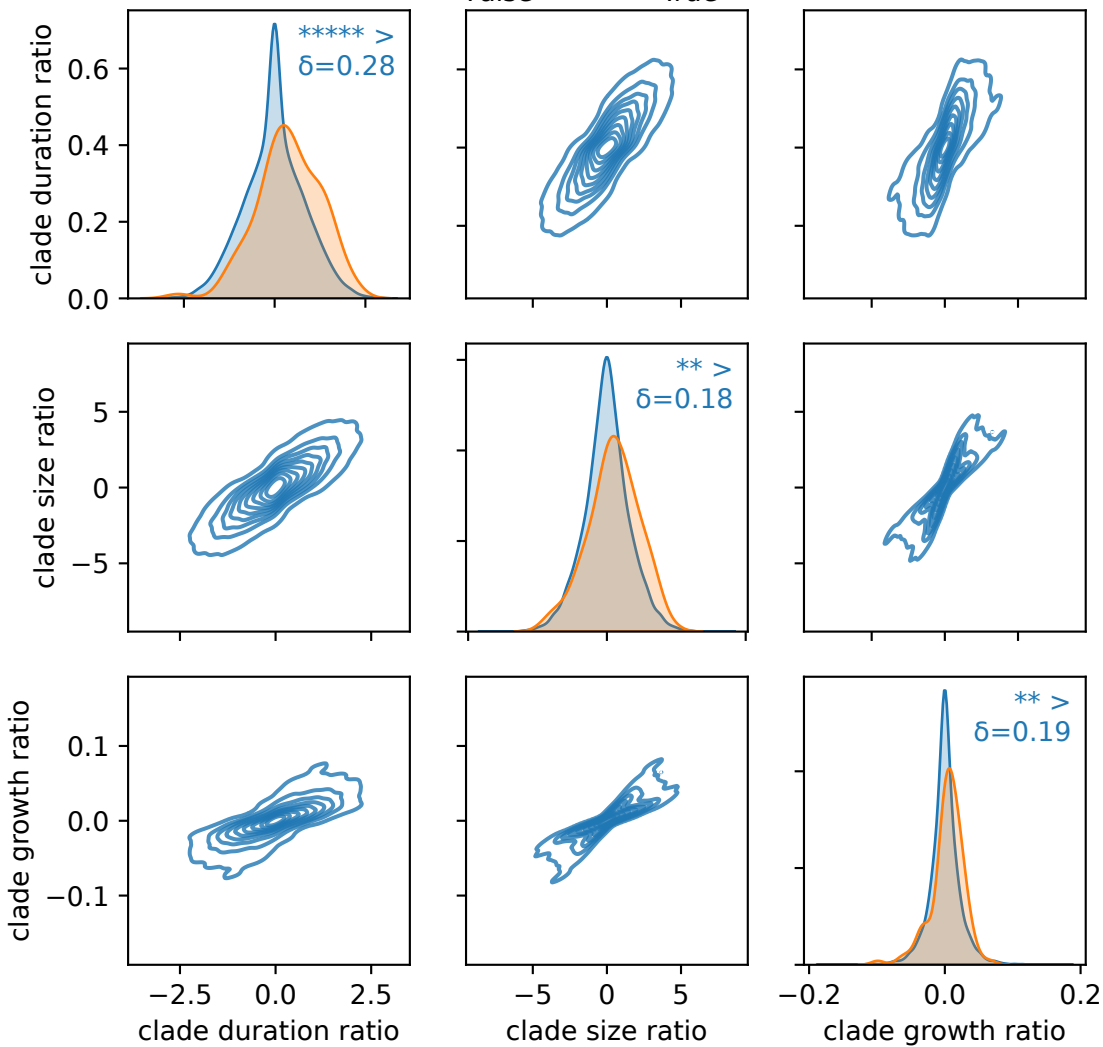 clade duration ratio
0.6
0.4
0.2
0.0
***** >
δ=0.28
clade size ratio
5
0
−5
** >
δ=0.18
clade growth ratio
0.1
0.0
−0.1
** >
δ=0.19
−2.5 0.0 2.5
−5 0 5
−0.2 0.0 0.2
clade duration ratio
clade size ratio
clade growth ratio